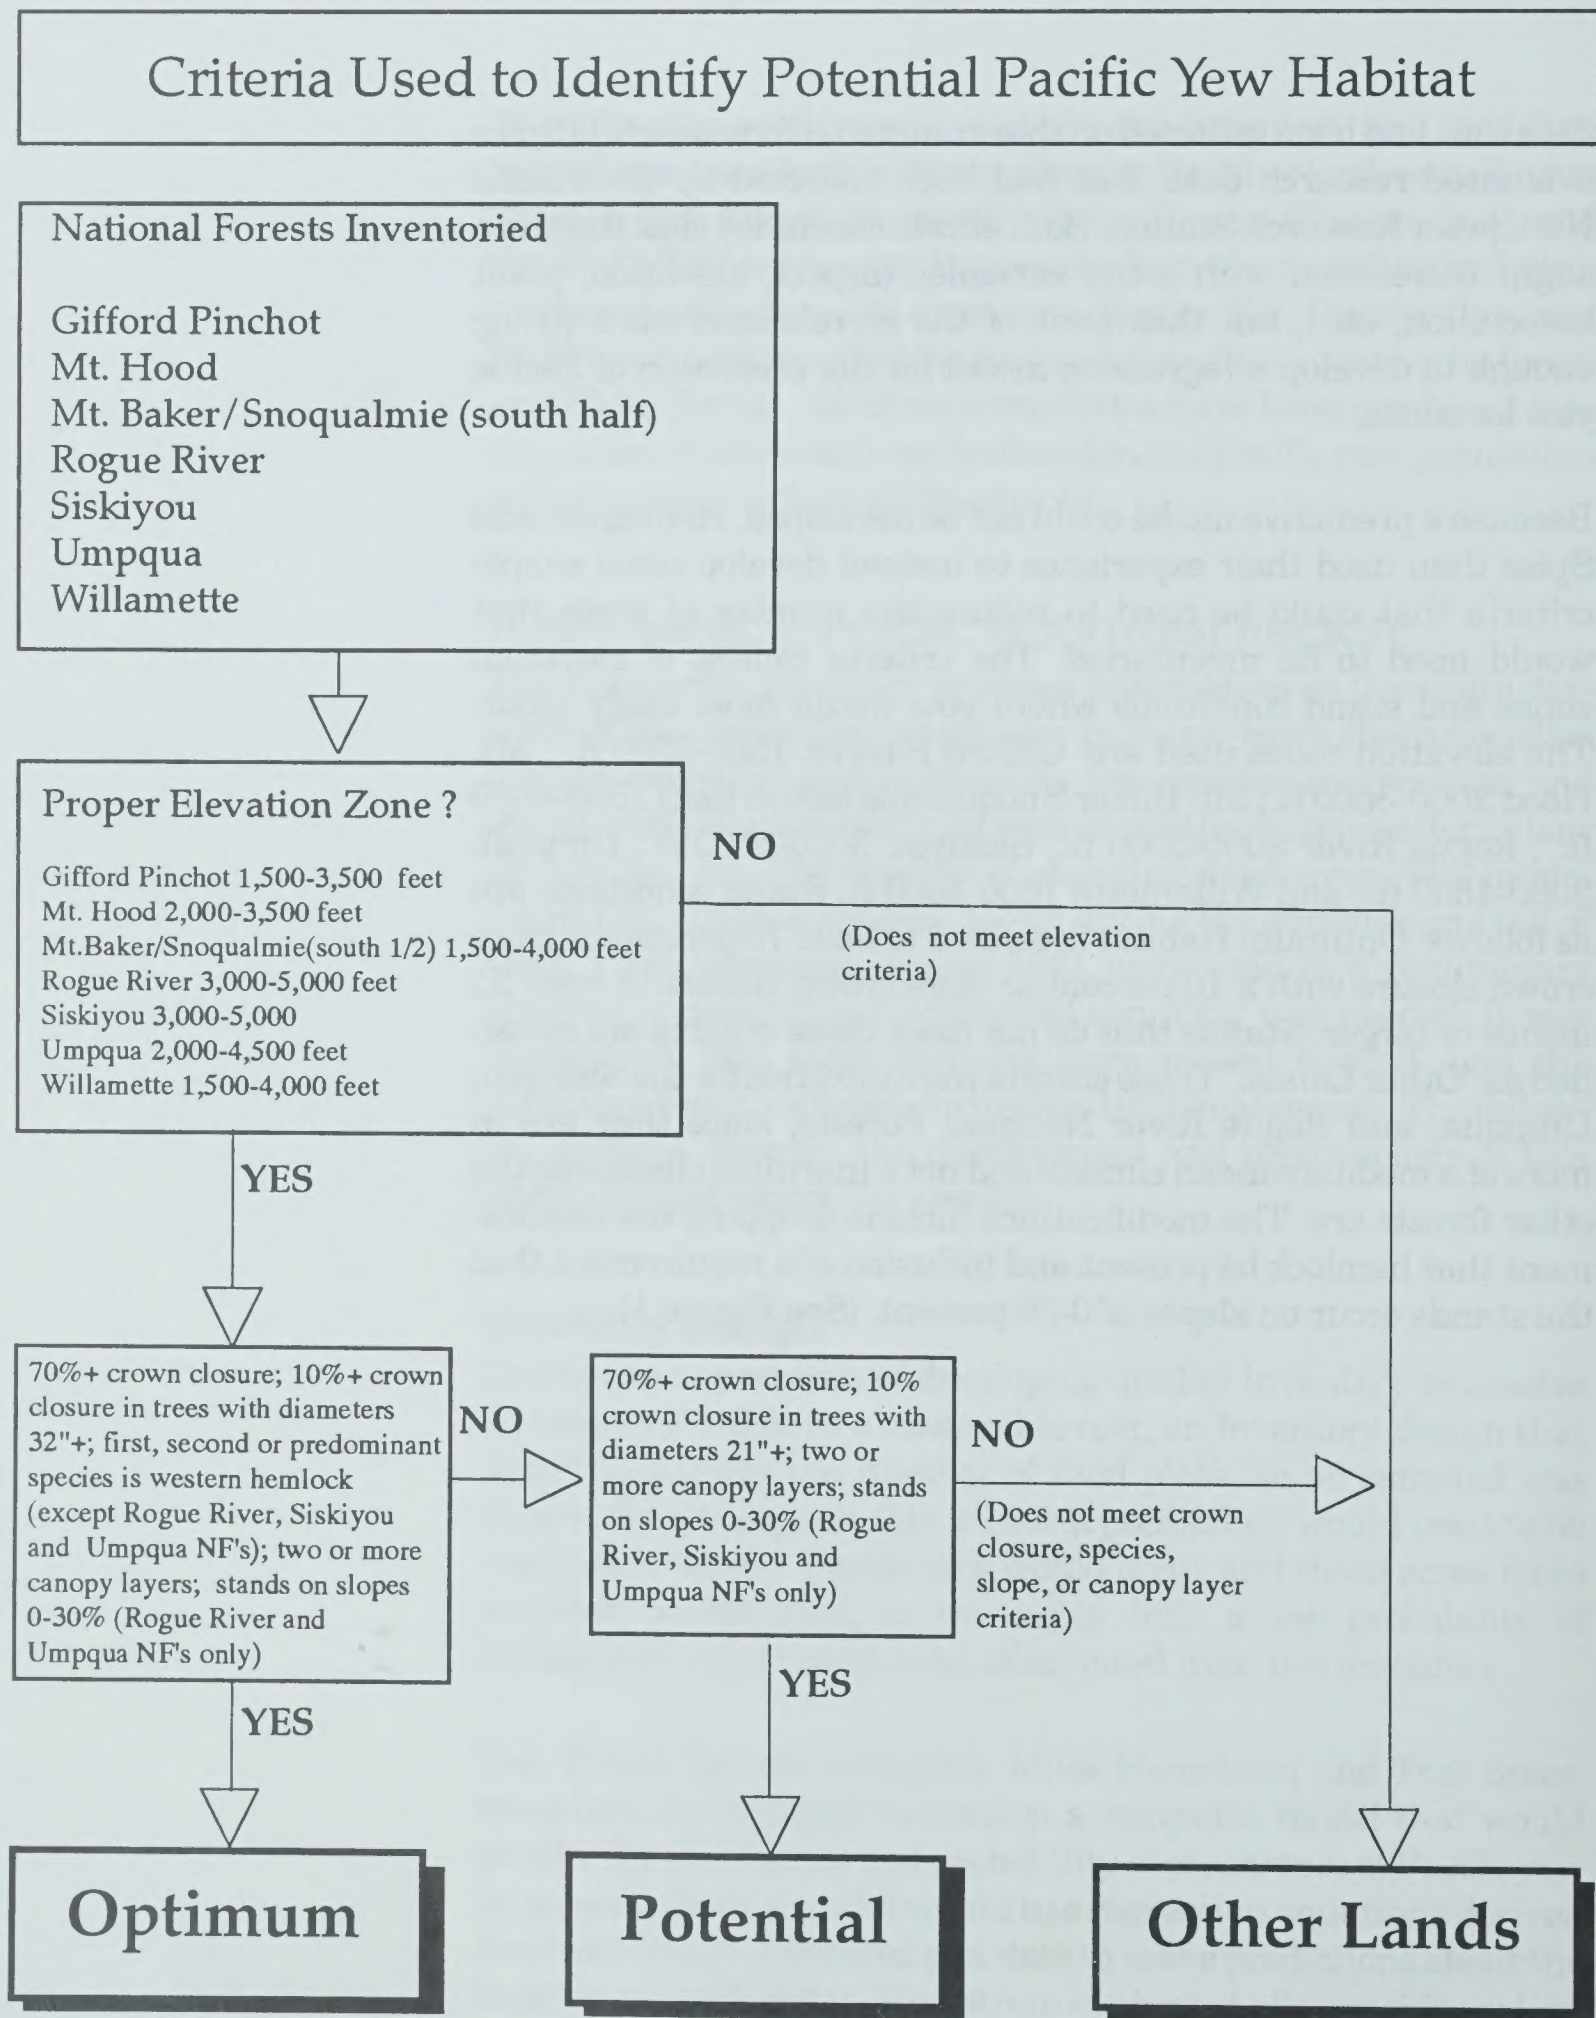 Criteria Used to Identify Potential Pacific Yew Habitat
National Forests Inventoried
Gifford Pinchot
Mt. Hood
Mt. Baker/Snoqualmie (south half)
Rogue River
Siskiyou
Umpqua
Willamette
Proper Elevation Zone ?
Gifford Pinchot 1,500-3,500 feet
Mt. Hood 2,000-3,500 feet
Mt.Baker/Snoqualmie(south 1/2) 1,500-4,000 feet
Rogue River 3,000-5,000 feet
Siskiyou 3,000-5,000
Umpqua 2,000-4,500 feet
Willamette 1,500-4,000 feet
NO
(Does not meet elevation
criteria)
YES
70%+ crown closure; 10%+ crown
closure in trees with diameters
32"+; first, second or predominant
species is western hemlock
(except Rogue River, Siskiyou
and Umpqua NF's); two or more
canopy layers; stands on slopes
0-30% (Rogue River and
Umpqua NF's only)
NO
70%+ crown closure; 10%
crown closure in trees with
diameters 21"+; two or
more canopy layers; stands
on slopes 0-30% (Rogue
River, Siskiyou and
Umpqua NF's only)
NO
(Does not meet crown
closure, species,
slope, or canopy layer
criteria)
YES
YES
Optimum
Potential
Other Lands